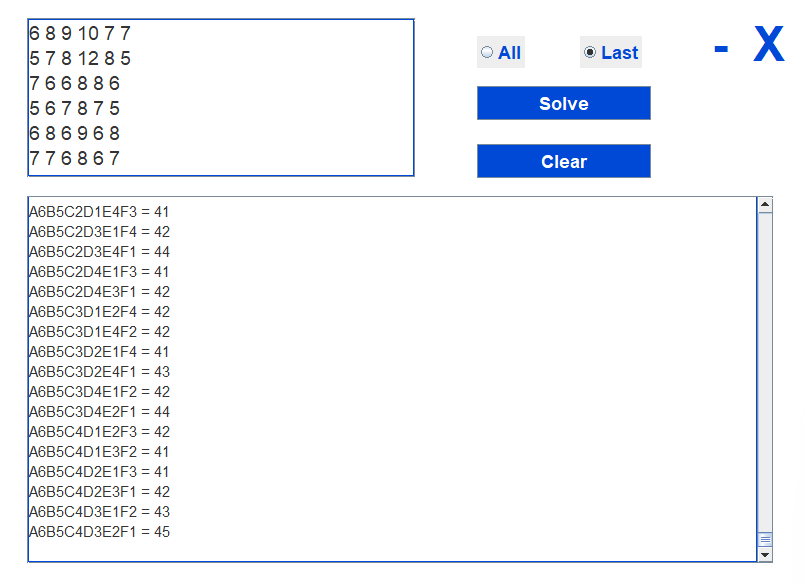 6 8 9 10 7 7
5 7 8 12 8 5
7 6 6 8 8 6
5 6 7 8 7 5
6 8 6 9 6 8
7 7 6 8 6 7
All Last - X
Solve
Clear
A6B5C2D1E4F3 = 41
A6B5C2D3E1F4 = 42
A6B5C2D3E4F1 = 44
A6B5C2D4E1F3 = 41
A6B5C2D4E3F1 = 42
A6B5C3D1E2F4 = 42
A6B5C3D1E4F2 = 42
A6B5C3D2E1F4 = 41
A6B5C3D2E4F1 = 43
A6B5C3D4E1F2 = 42
A6B5C3D4E2F1 = 44
A6B5C4D1E2F3 = 42
A6B5C4D1E3F2 = 41
A6B5C4D2E1F3 = 41
A6B5C4D2E3F1 = 42
A6B5C4D3E1F2 = 43
A6B5C4D3E2F1 = 45